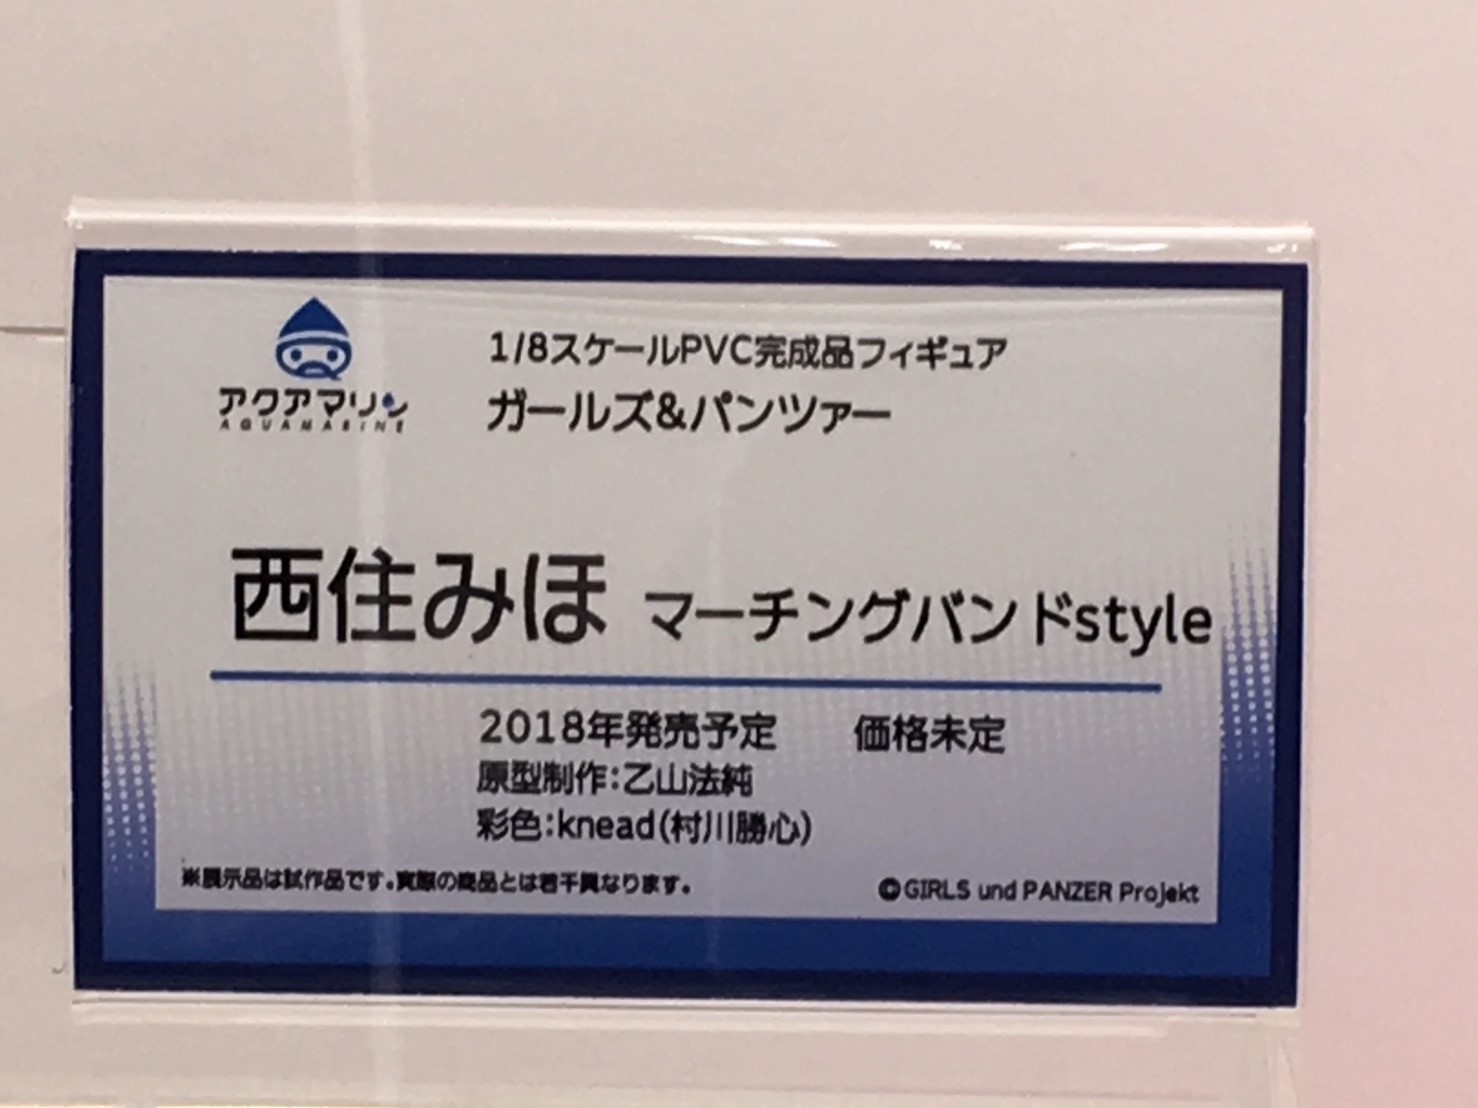 アクアマリン
AQUAMARINE
1/8スケールPVC完成品フィギュア
ガールズ&パンツァー
西住みほ マーチングバンドstyle
2018年発売予定 価格未定
原型制作:乙山法純
彩色:knead(村川勝心)
※展示品は試作品です。実際の商品とは若干異なります。
©GIRLS und PANZER Projekt